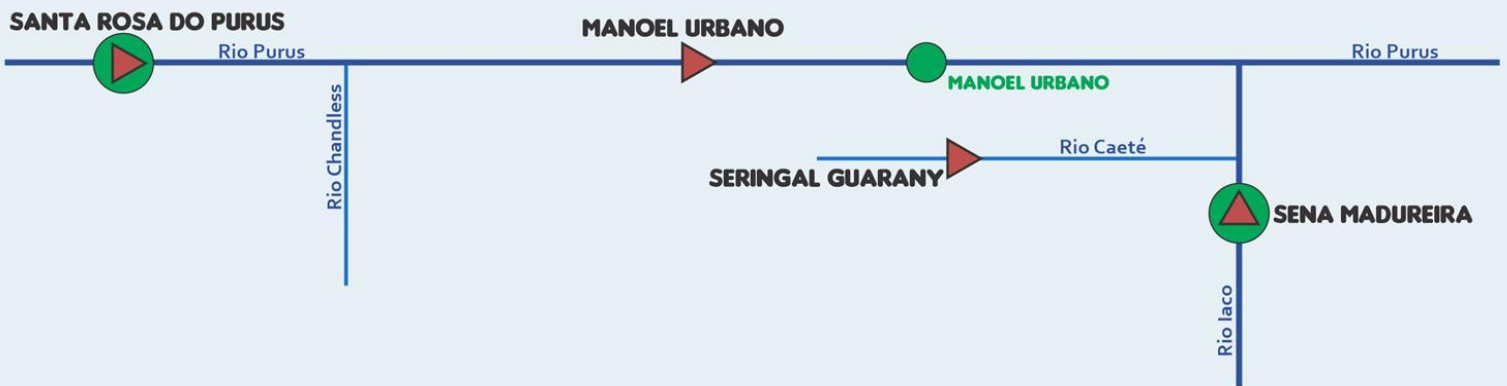 SANTA ROSA DO PURUS
MANOEL URBANO
Rio Purus
Rio Purus
MANOEL URBANO
Rio Chandless
Rio Caeté
SERINGAL GUARANY
SENA MADUREIRA
Rio Iaco